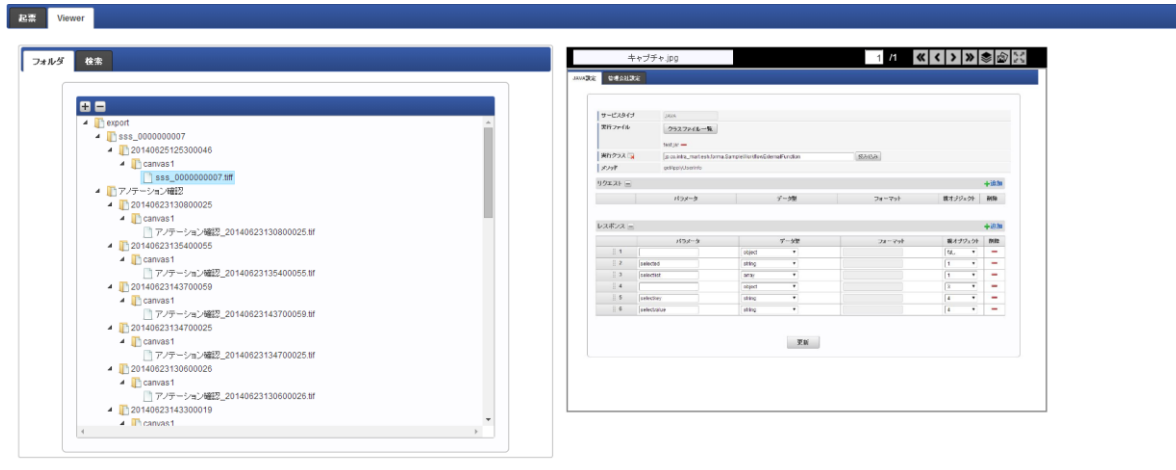 起票 Viewer
フォルダ 検索
export
sss_0000000007
20140625125300046
canvas1
sss_0000000007.tiff
アノテーション確認
20140623130800025
canvas1
アノテーション確認_20140623130800025.tif
20140623135400055
canvas1
アノテーション確認_20140623135400055.tif
20140623143700059
canvas1
アノテーション確認_20140623143700059.tif
20140623134700025
canvas1
アノテーション確認_20140623134700025.tif
20140623130600026
canvas1
アノテーション確認_20140623130600026.tif
20140623143300019
canvas1
キャプチャ.jpg 1 /1
JAVA設定
サービスタイプ java
実行ファイル クラスファイル一覧
test.jar
実行クラス
メソッド
リクエスト +追加
パラメータ データ型 フォーマット 親オブジェクト 削除
レスポンス +追加
パラメータ データ型 フォーマット 親オブジェクト 削除
1 object
2 selected string 1
3 selectlist array 1
4 object 3
5 selectkey string 4
6 selectvalue string 4
更新